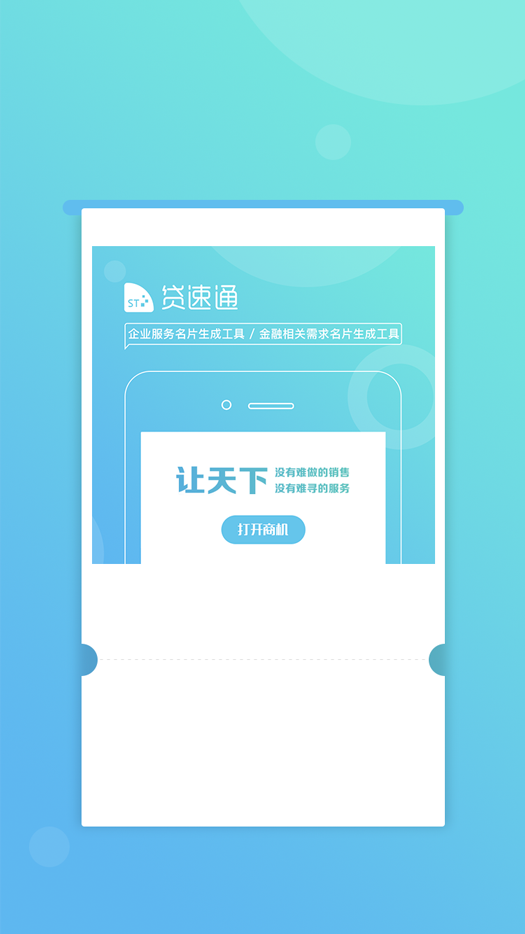 ST
贷速通
企业服务名片生成工具 / 金融相关需求名片生成工具
让天下
没有难做的销售
没有难寻的服务
打开商机